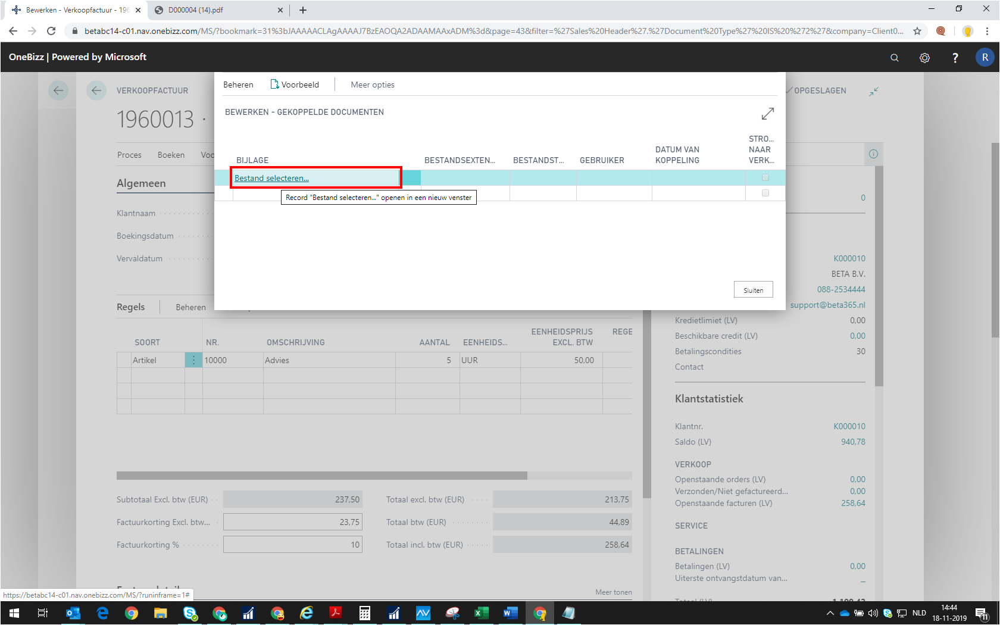 Bewerken - Verkoopfactuur - 196
D000004 (14).pdf
betabc14-c01.nav.onebizz.com/MS/?bookmark=31%3bJAAAAACLAgAAAAJ7BzEAOQA2ADAAMAAxADM%3d&page=43&filter=%27Sales%20Header%27.%27Document%20Type%27%20IS%20%272%27&company=Client0...
OneBizz | Powered by Microsoft
?
R
Beheren
Voorbeeld
Meer opties
VERKOOPFACTUUR
OPGESLAGEN
BEWERKEN - GEKOPPELDE DOCUMENTEN
1960013 ·
STRO...
DATUM VAN
NAAR
Proces
Boeken
Voo
BIJLAGE
BESTANDSEXTEN...
BESTANDST...
GEBRUIKER
KOPPELING
VERK...
Bestand selecteren...
Record "Bestand selecteren..." openen in een nieuw venster
Algemeen
0
Klantnaam
Boekingsdatum
Vervaldatum
K000010
BETA B.V.
088-2534444
Sluiten
support@beta365.nl
Regels
Beheren
Kredietlimiet (LV)
0,00
Beschikbare credit (LV)
0,00
Betalingscondities
30
Contact
EENHEIDSPRIJS
REGE
SOORT
NR.
OMSCHRIJVING
AANTAL
EENHEIDS...
EXCL. BTW
Artikel
10000
Advies
5
UUR
50,00
Klantstatistiek
Klantnr.
K000010
Saldo (LV)
940,78
VERKOOP
Openstaande orders (LV)
0,00
Verzonden/Niet gefactureerd...
0,00
Openstaande facturen (LV)
258,64
SERVICE
BETALINGEN
Betalingen (LV)
0,00
Uiterste ontvangstdatum van...
_
Subtotaal Excl. btw (EUR)
237,50
Totaal excl. btw (EUR)
213,75
Factuurkorting Excl. btw...
23,75
Totaal btw (EUR)
44,89
Factuurkorting %
10
Totaal incl. btw (EUR)
258,64
Meer tonen
https://betabc14-c01.nav.onebizz.com/MS/?runinframe=1#
NLD
14:44
18-11-2019
11